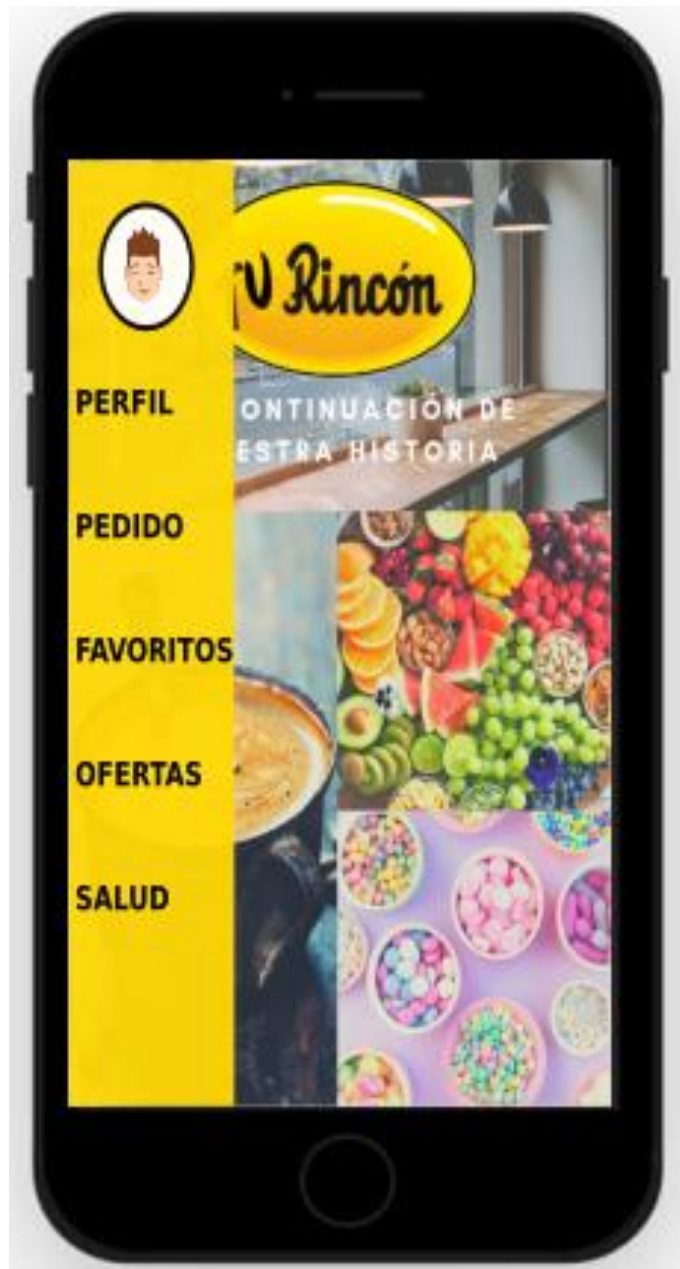 PERFIL
PEDIDO
FAVORITOS
OFERTAS
SALUD
Rincón
ONTINUACIÓN DE
ESTRA HISTORIA